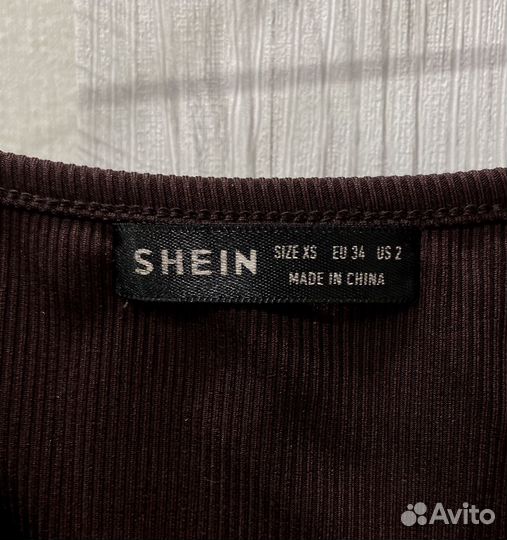 SHEIN
SIZE XS EU 34 US 2
MADE IN CHINA
Avito